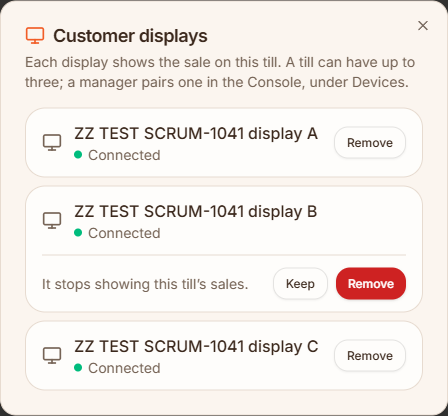 Customer displays
Each display shows the sale on this till. A till can have up to
three; a manager pairs one in the Console, under Devices.
ZZ TEST SCRUM-1041 display A
Connected
Remove
ZZ TEST SCRUM-1041 display B
Connected
It stops showing this till’s sales.
Keep
Remove
ZZ TEST SCRUM-1041 display C
Connected
Remove